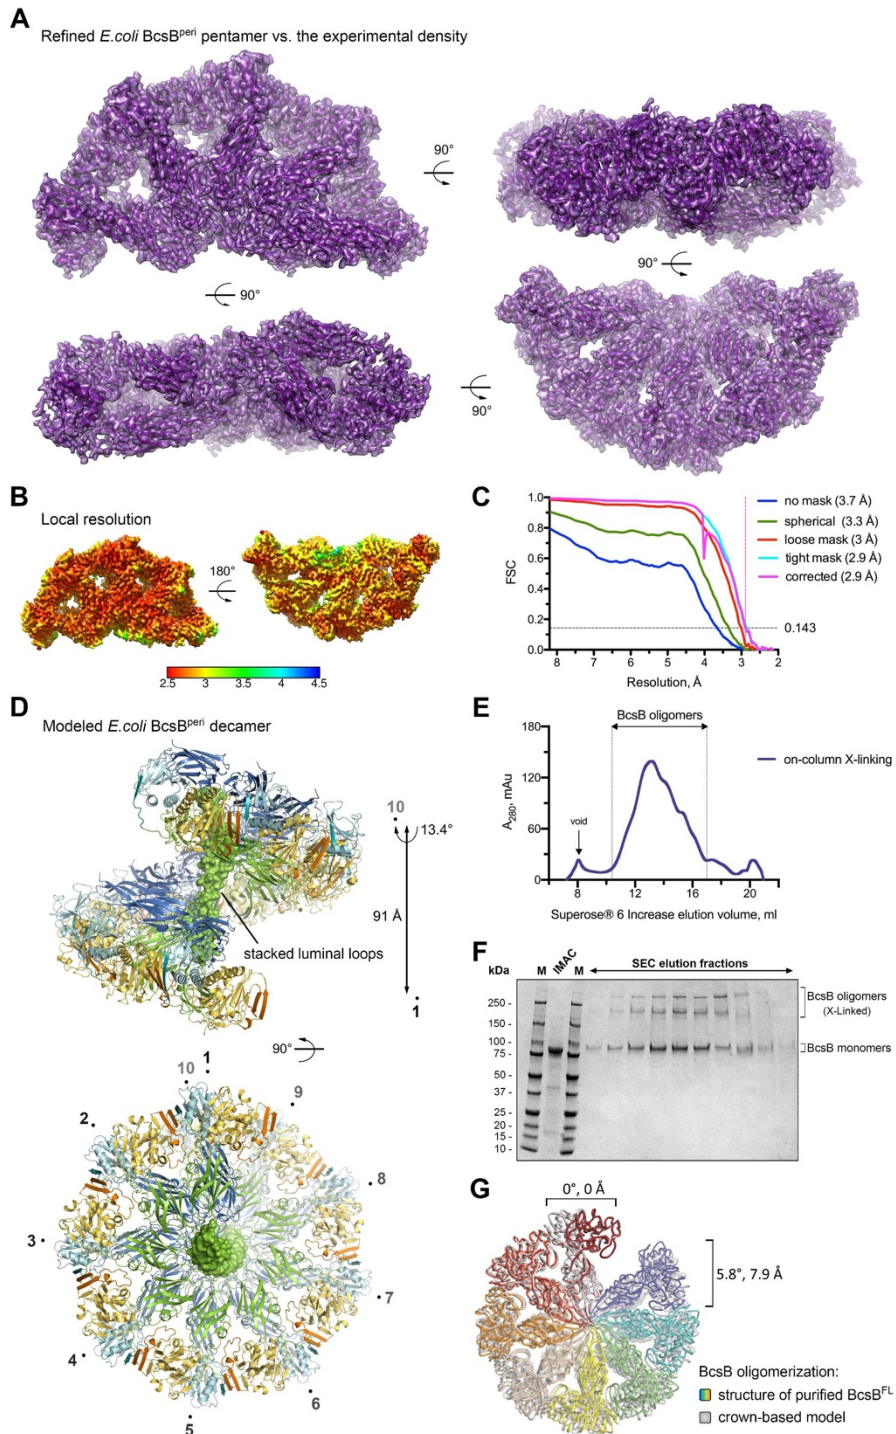 A
Refined E.coli BcsBperi pentamer vs. the experimental density
90°
90°
90°
90°
B
Local resolution
180°
2.5 3 3.5 4 4.5
C
FSC
1.0
0.8
0.6
0.4
0.2
0.0
8 7 6 5 4 3 2
Resolution, Å
no mask (3.7 Å)
spherical (3.3 Å)
loose mask (3 Å)
tight mask (2.9 Å)
corrected (2.9 Å)
0.143
D
Modeled E.coli BcsBperi decamer
10
13.4°
91 Å
stacked luminal loops
1
90°
10 1
9
2
8
3
7
4
6
5
E
BcsB oligomers
A280, mAu
180
120
60
0
void
on-column X-linking
8 12 16 20
Superose® 6 Increase elution volume, ml
F
kDa M IMAC M SEC elution fractions
250 -
150 -
100 -
75 -
50 -
37 -
25 -
20 -
15 -
10 -
BcsB oligomers
(X-Linked)
BcsB monomers
G
0°, 0 Å
5.8°, 7.9 Å
BcsB oligomerization:
structure of purified BcsBFL
crown-based model